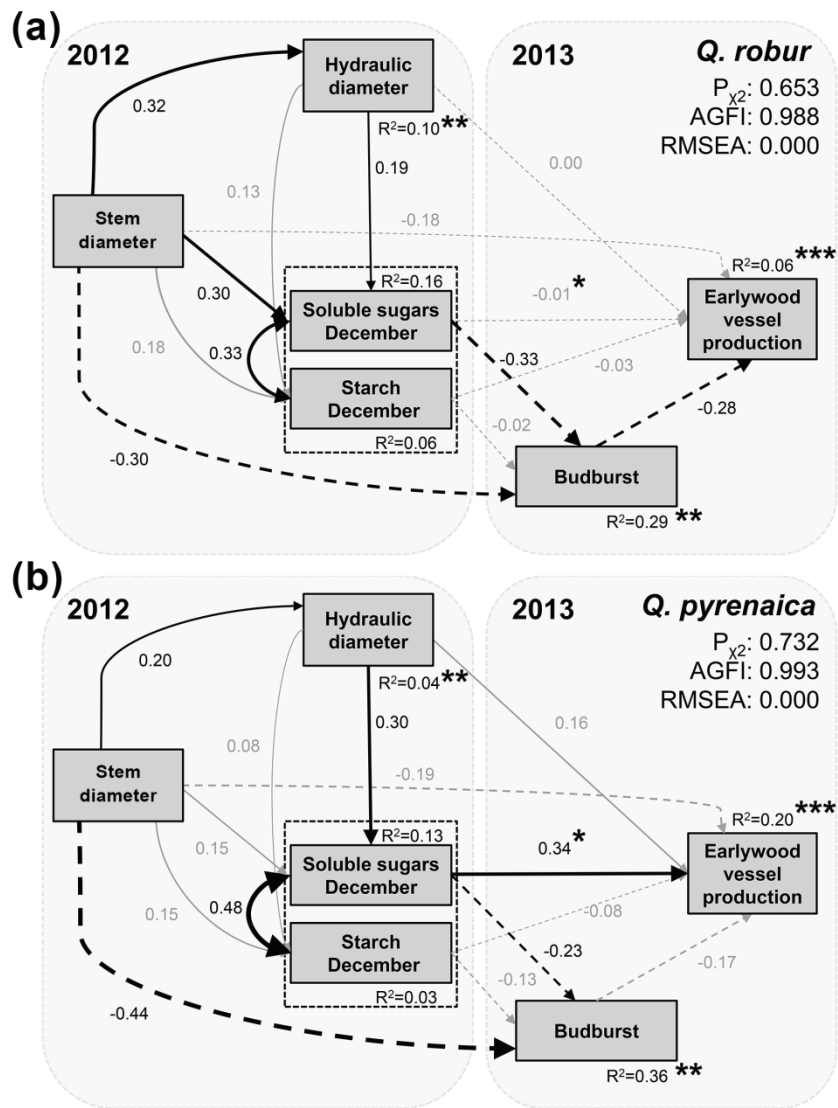 (a)
2012
2013
Q. robur
Pχ2: 0.653
AGFI: 0.988
RMSEA: 0.000
Hydraulic
diameter
R²=0.10**
0.32
0.19
0.13
0.00
Stem
diameter
-0.18
R²=0.06***
R²=0.16
0.30
Soluble sugars
December
-0.01*
Earlywood
vessel
production
0.18
0.33
-0.33
-0.03
Starch
December
-0.02
-0.28
R²=0.06
-0.30
Budburst
R²=0.29**
(b)
2012
2013
Q. pyrenaica
Pχ2: 0.732
AGFI: 0.993
RMSEA: 0.000
Hydraulic
diameter
R²=0.04**
0.20
0.30
0.08
0.16
Stem
diameter
-0.19
R²=0.20***
R²=0.13
0.15
Soluble sugars
December
0.34*
Earlywood
vessel
production
0.15
0.48
-0.08
-0.23
Starch
December
-0.13
-0.17
R²=0.03
-0.44
Budburst
R²=0.36**